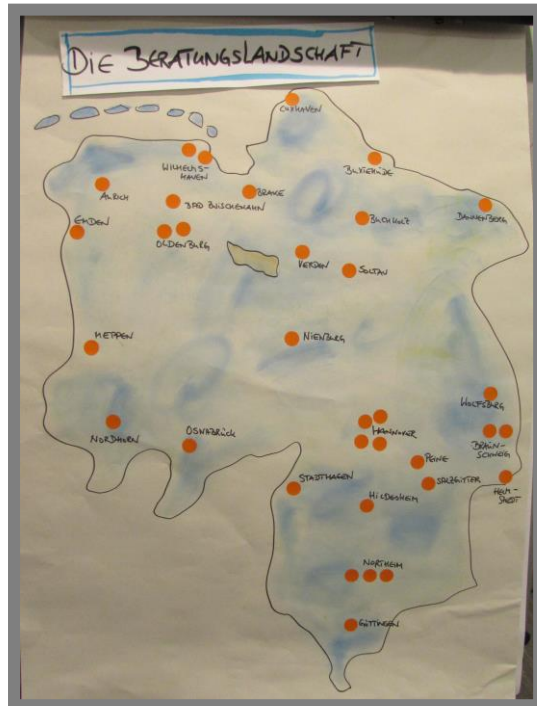 DIE BERATUNGSLANDSCHAFT
CUXHAVEN
WILHELMS-
HAVEN
BUXTEHUDE
AURICH
BRAKE
BAD ZWISCHENAHN
DANNENBERG
BUCHHOLZ
EMDEN
OLDENBURG
VERDEN
SOLTAU
NIENBURG
MEPPEN
WOLFSBURG
NORDHORN
OSNABRÜCK
HANNOVER
BRAUN-
SCHWEIG
PEINE
STADTHAGEN
SALZGITTER
HELM-
STEDT
HILDESHEIM
NORTHEIM
GÖTTINGEN